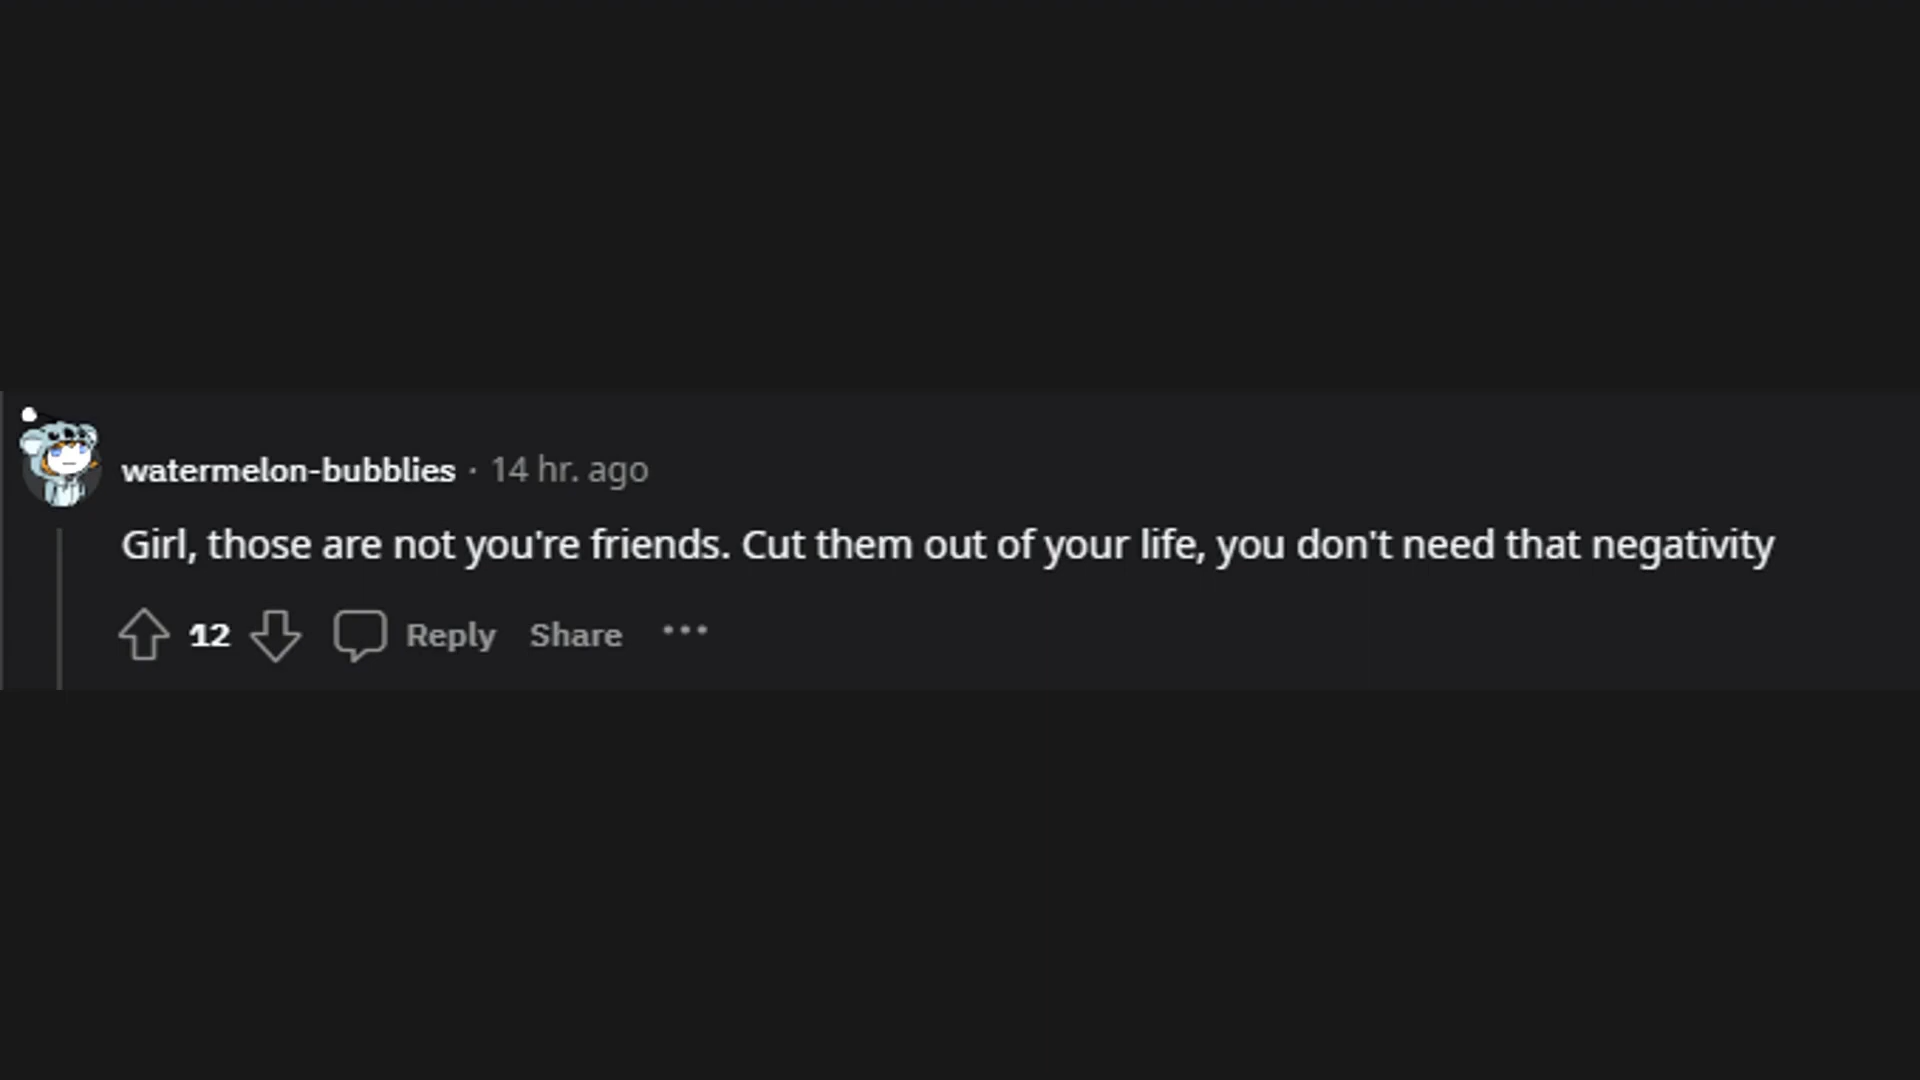 watermelon-bubblies · 14 hr. ago
Girl, those are not you're friends. Cut them out of your life, you don't need that negativity
12 Reply Share ···